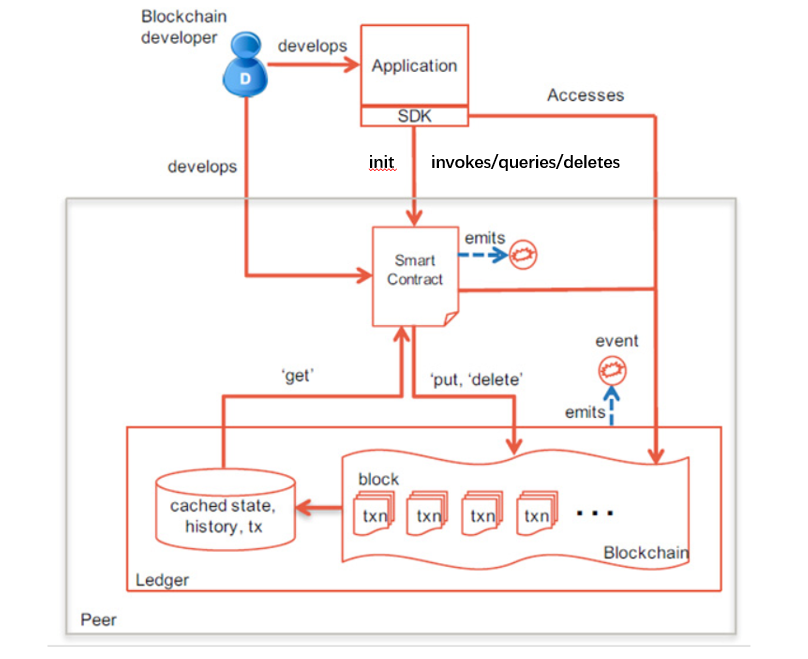 Blockchain
developer
develops
D
Application
SDK
Accesses
develops
init
invokes/queries/deletes
emits
Smart
Contract
event
'get'
'put, 'delete'
emits
block
cached state,
history, tx
txn
txn
txn
txn
...
Blockchain
Ledger
Peer